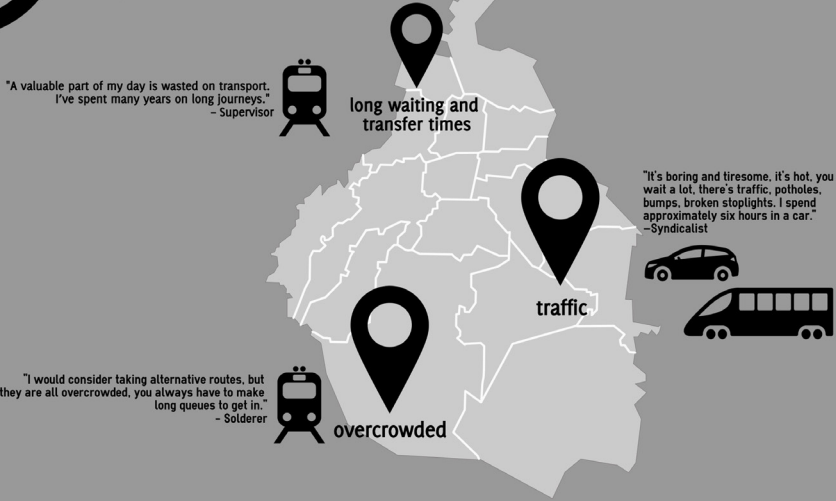 "A valuable part of my day is wasted on transport.
I've spent many years on long journeys."
– Supervisor
long waiting and
transfer times
"It's boring and tiresome, it's hot, you
wait a lot, there's traffic, potholes,
bumps, broken stoplights. I spend
approximately six hours in a car."
–Syndicalist
traffic
"I would consider taking alternative routes, but
they are all overcrowded, you always have to make
long queues to get in."
- Solderer
overcrowded